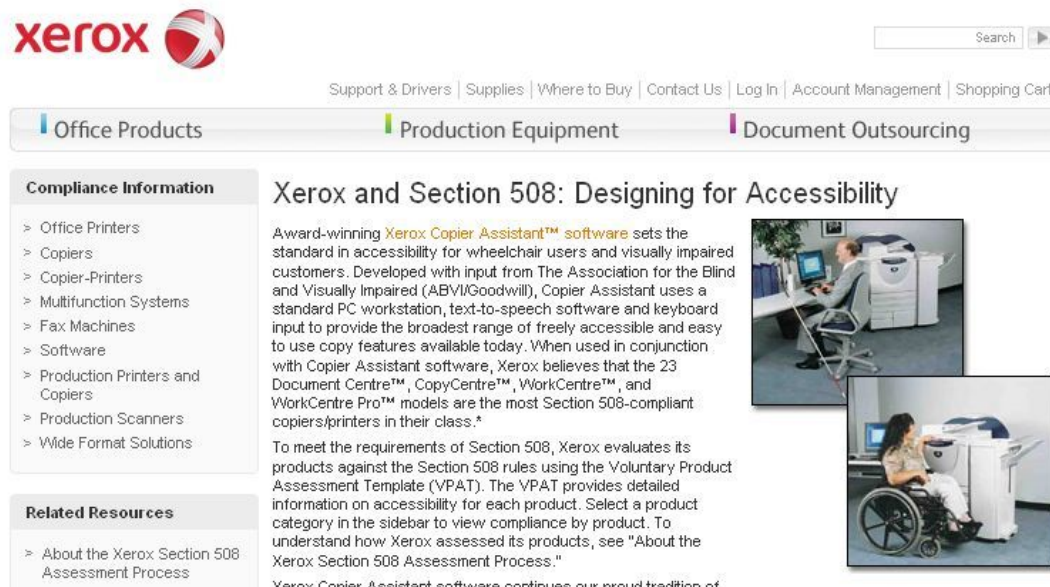 xerox
Search
Support & Drivers | Supplies | Where to Buy | Contact Us | Log In | Account Management | Shopping Cart
Office Products
Production Equipment
Document Outsourcing
Compliance Information
> Office Printers
> Copiers
> Copier-Printers
> Multifunction Systems
> Fax Machines
> Software
> Production Printers and
Copiers
> Production Scanners
> Wide Format Solutions
Related Resources
> About the Xerox Section 508
Assessment Process
Xerox and Section 508: Designing for Accessibility
Award-winning Xerox Copier Assistant™ software sets the
standard in accessibility for wheelchair users and visually impaired
customers. Developed with input from The Association for the Blind
and Visually Impaired (ABVI/Goodwill), Copier Assistant uses a
standard PC workstation, text-to-speech software and keyboard
input to provide the broadest range of freely accessible and easy
to use copy features available today. When used in conjunction
with Copier Assistant software, Xerox believes that the 23
Document Centre™, CopyCentre™, WorkCentre™, and
WorkCentre Pro™ models are the most Section 508-compliant
copiers/printers in their class.*
To meet the requirements of Section 508, Xerox evaluates its
products against the Section 508 rules using the Voluntary Product
Assessment Template (VPAT). The VPAT provides detailed
information on accessibility for each product. Select a product
category in the sidebar to view compliance by product. To
understand how Xerox assessed its products, see "About the
Xerox Section 508 Assessment Process."
Xerox Copier Assistant software continues our proud tradition of